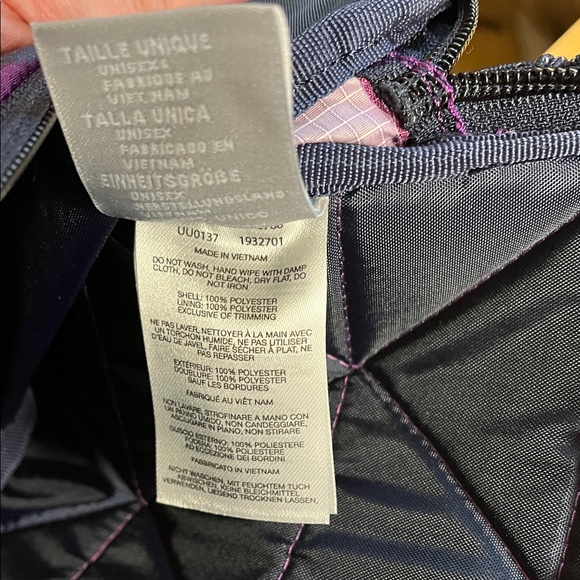 TAILLE UNIQUE
UNISEXE
FABRIQUE AU
VIET NAM
TALLA UNICA
UNISEX
FABRICADO EN
VIETNAM
EINHEITSGRÖßE
UNISEX
HERSTELLUNGSLAND
VIETNAM
UNICO
UU0137 1932701
MADE IN VIETNAM
DO NOT WASH, HAND WIPE WITH DAMP
CLOTH, DO NOT BLEACH, DRY FLAT, DO
NOT IRON
SHELL: 100% POLYESTER
LINING: 100% POLYESTER
EXCLUSIVE OF TRIMMING
NE PAS LAVER, NETTOYER À LA MAIN AVEC
UN TORCHON HUMIDE, NE PAS UTILISER
D'EAU DE JAVEL, FAIRE SÉCHER À PLAT, NE
PAS REPASSER
EXTÉRIEUR: 100% POLYESTER
DOUBLURE: 100% POLYESTER
SAUF LES BORDURES
FABRIQUÉ AU VIÊT NAM
NON LAVARE, STROFINARE A MANO CON
UN PANNO UMIDO, NON CANDEGGIARE,
ASCIUGARE IN PIANO, NON STIRARE
GUSCIO ESTERNO: 100% POLIESTERE
FODERA: 100% POLIESTERE
AD ECCEZIONE DEI BORDINI
FABBRICATO IN VIETNAM
NICHT WASCHEN, MIT FEUCHTEM TUCH
ABWISCHEN, KEINE BLEICHMITTEL
VERWENDEN, LIEGEND TROCKNEN LASSEN,